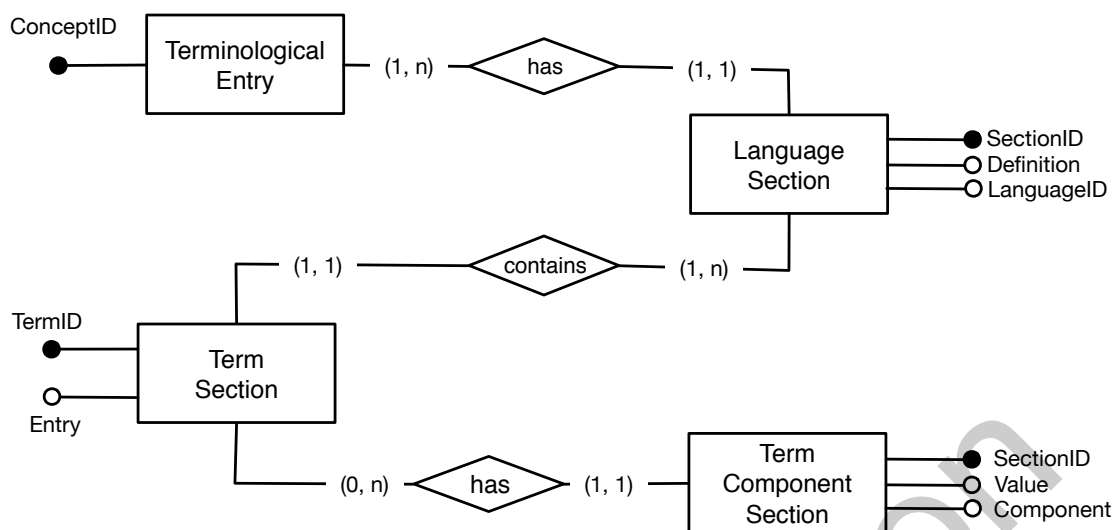 ConceptID
Terminological
Entry
(1, n)
has
(1, 1)
Language
Section
SectionID
Definition
LanguageID
(1, 1)
contains
(1, n)
TermID
Entry
Term
Section
(0, n)
has
(1, 1)
Term
Component
Section
SectionID
Value
Component